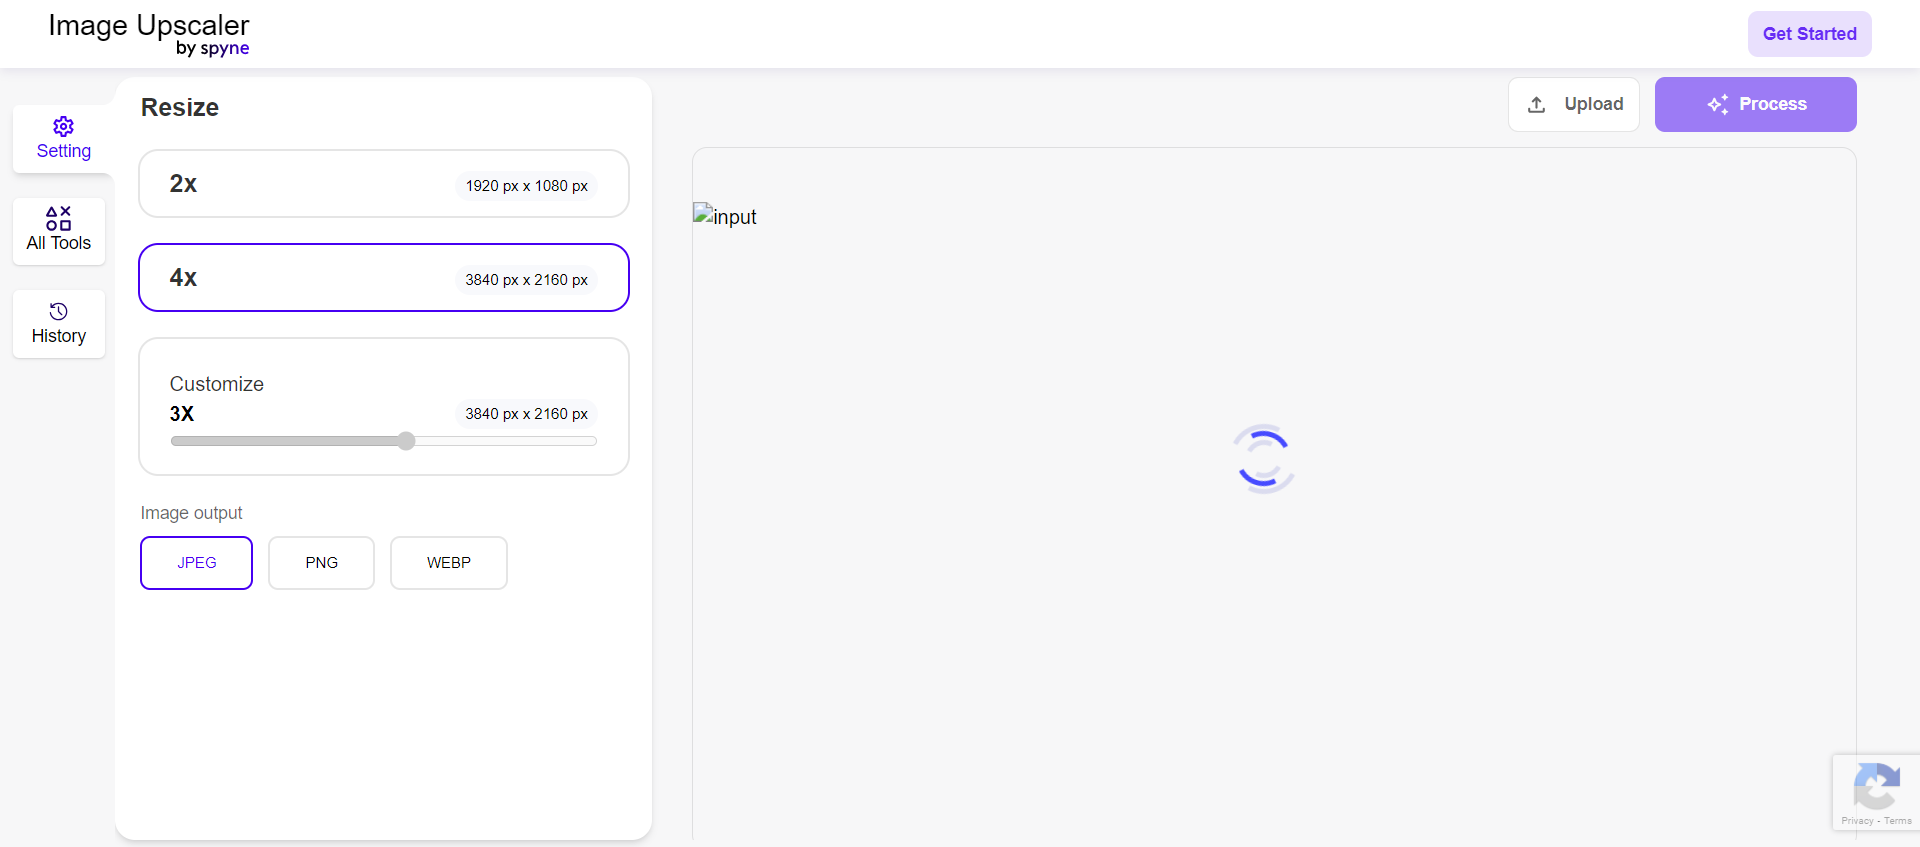 Image Upscaler
by spyne
Get Started
Setting
All Tools
History
Resize
2x
1920 px x 1080 px
4x
3840 px x 2160 px
Customize
3X
3840 px x 2160 px
Image output
JPEG
PNG
WEBP
Upload
Process
input
Privacy - Terms